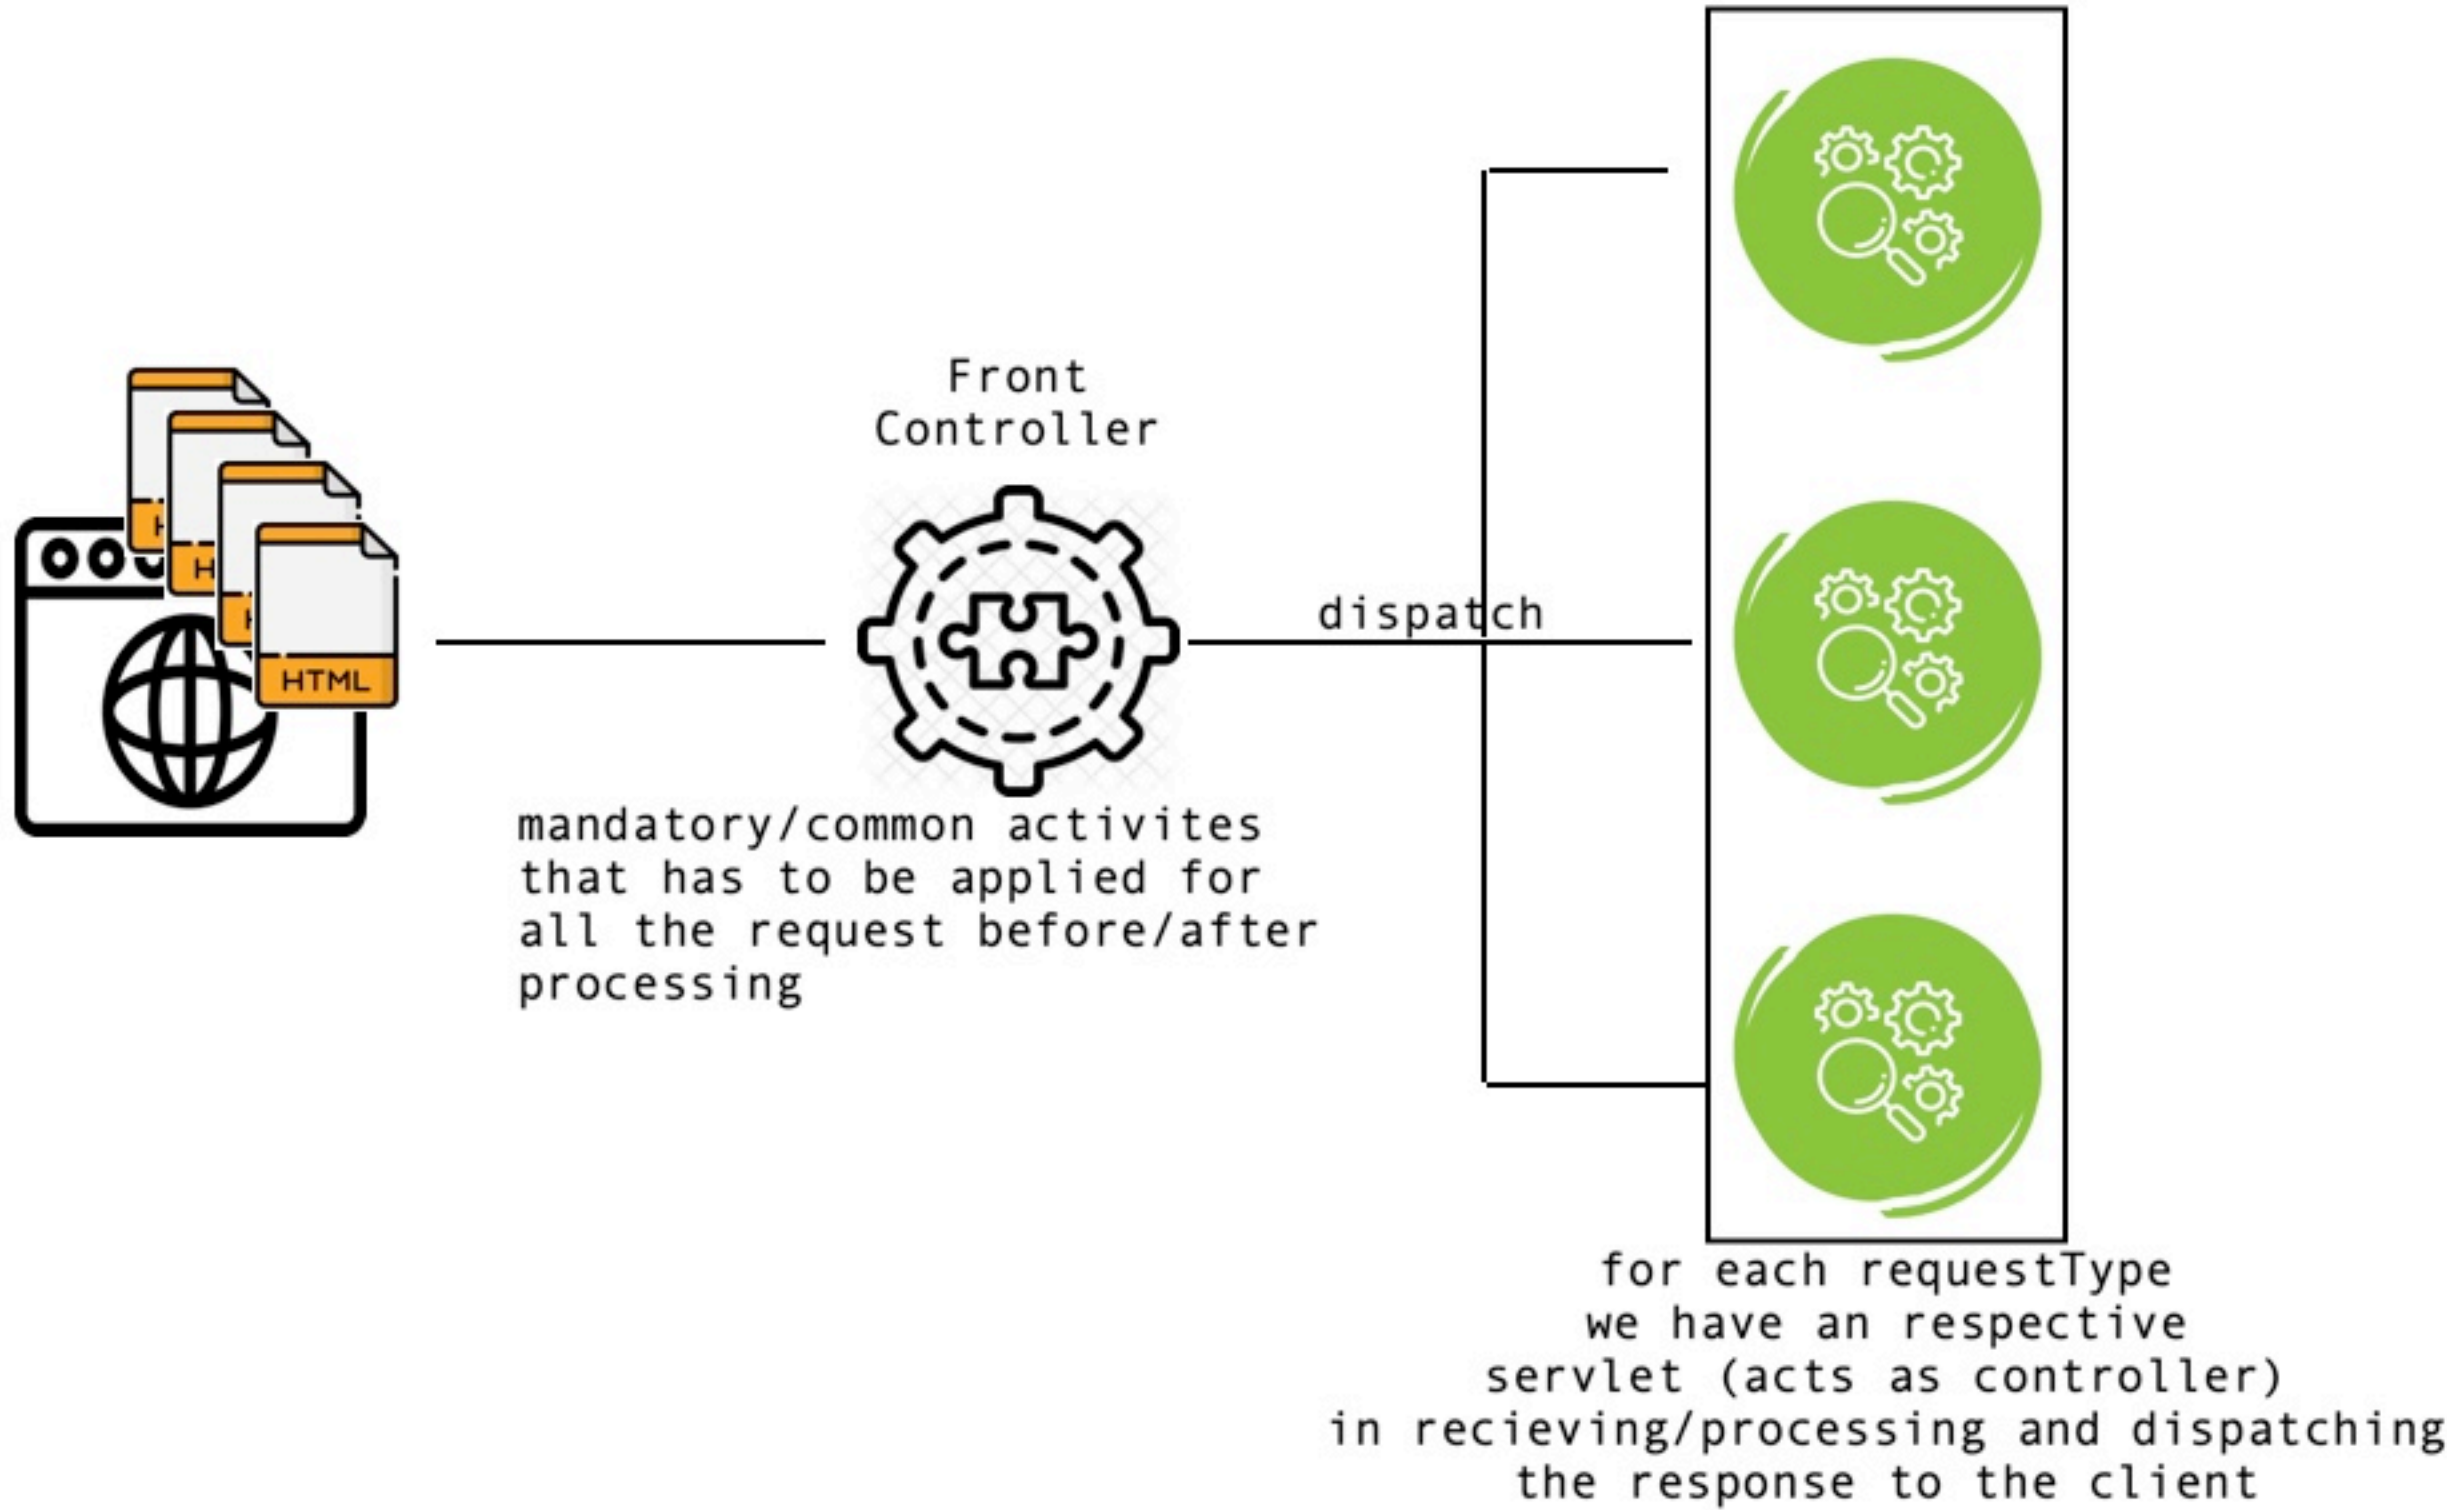 Front
Controller
dispatch
H
H
H
HTML
mandatory/common activites
that has to be applied for
all the request before/after
processing
for each requestType
we have an respective
servlet (acts as controller)
in recieving/processing and dispatching
the response to the client